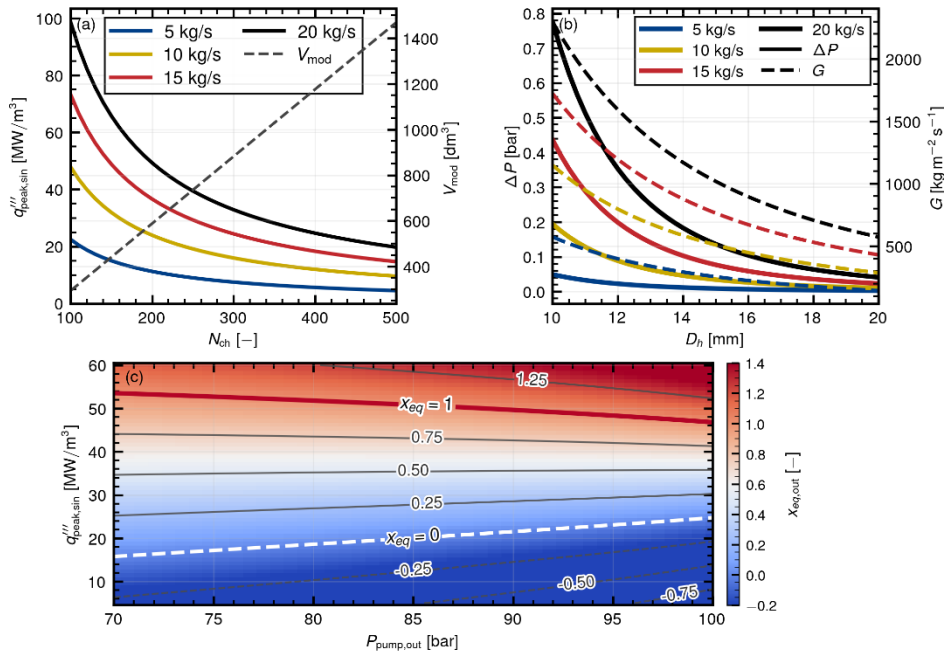 (a)
5 kg/s
10 kg/s
15 kg/s
20 kg/s
V_mod
100
80
60
40
20
0
q‴_peak,sin [MW/m³]
1400
1200
1000
800
600
400
V_mod [dm³]
100 200 300 400 500
N_ch [−]
(b)
5 kg/s
10 kg/s
15 kg/s
20 kg/s
ΔP
G
0.8
0.7
0.6
0.5
0.4
0.3
0.2
0.1
0.0
ΔP [bar]
2000
1500
1000
500
G [kg m⁻² s⁻¹]
10 12 14 16 18 20
D_h [mm]
(c)
60
50
40
30
20
10
q‴_peak,sin [MW/m³]
1.25
x_eq = 1
0.75
0.50
0.25
x_eq = 0
-0.25
-0.50
-0.75
70 75 80 85 90 95 100
P_pump,out [bar]
1.4
1.2
1.0
0.8
0.6
0.4
0.2
0.0
−0.2
x_eq,out [−]